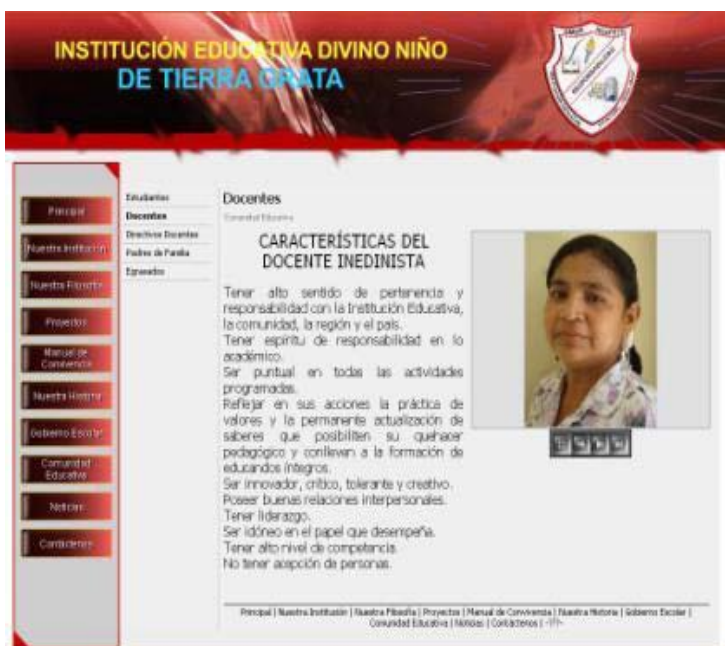 INSTITUCIÓN EDUCATIVA DIVINO NIÑO
DE TIERRA GRATA
Principal
Nuestra Institución
Nuestra Filosofía
Proyectos
Manual de
Convivencia
Nuestra Historia
Gobierno Escolar
Comunidad
Educativa
Noticias
Contáctenos
Estudiantes
Docentes
Directivos Docentes
Padres de Familia
Egresados
Docentes
Comunidad Educativa
CARACTERÍSTICAS DEL
DOCENTE INEDINISTA
Tener alto sentido de pertenencia y
responsabilidad con la Institución Educativa,
la comunidad, la región y el país.
Tener espíritu de responsabilidad en lo
académico.
Ser puntual en todas las actividades
programadas.
Reflejar en sus acciones la práctica de
valores y la permanente actualización de
saberes que posibiliten su quehacer
pedagógico y conlleven a la formación de
educandos íntegros.
Ser innovador, crítico, tolerante y creativo.
Poseer buenas relaciones interpersonales.
Tener liderazgo.
Ser idóneo en el papel que desempeña.
Tener alto nivel de competencia
No tener acepción de personas.
Principal | Nuestra Institución | Nuestra Filosofía | Proyectos | Manual de Convivencia | Nuestra Historia | Gobierno Escolar |
Comunidad Educativa | Noticias | Contáctenos |